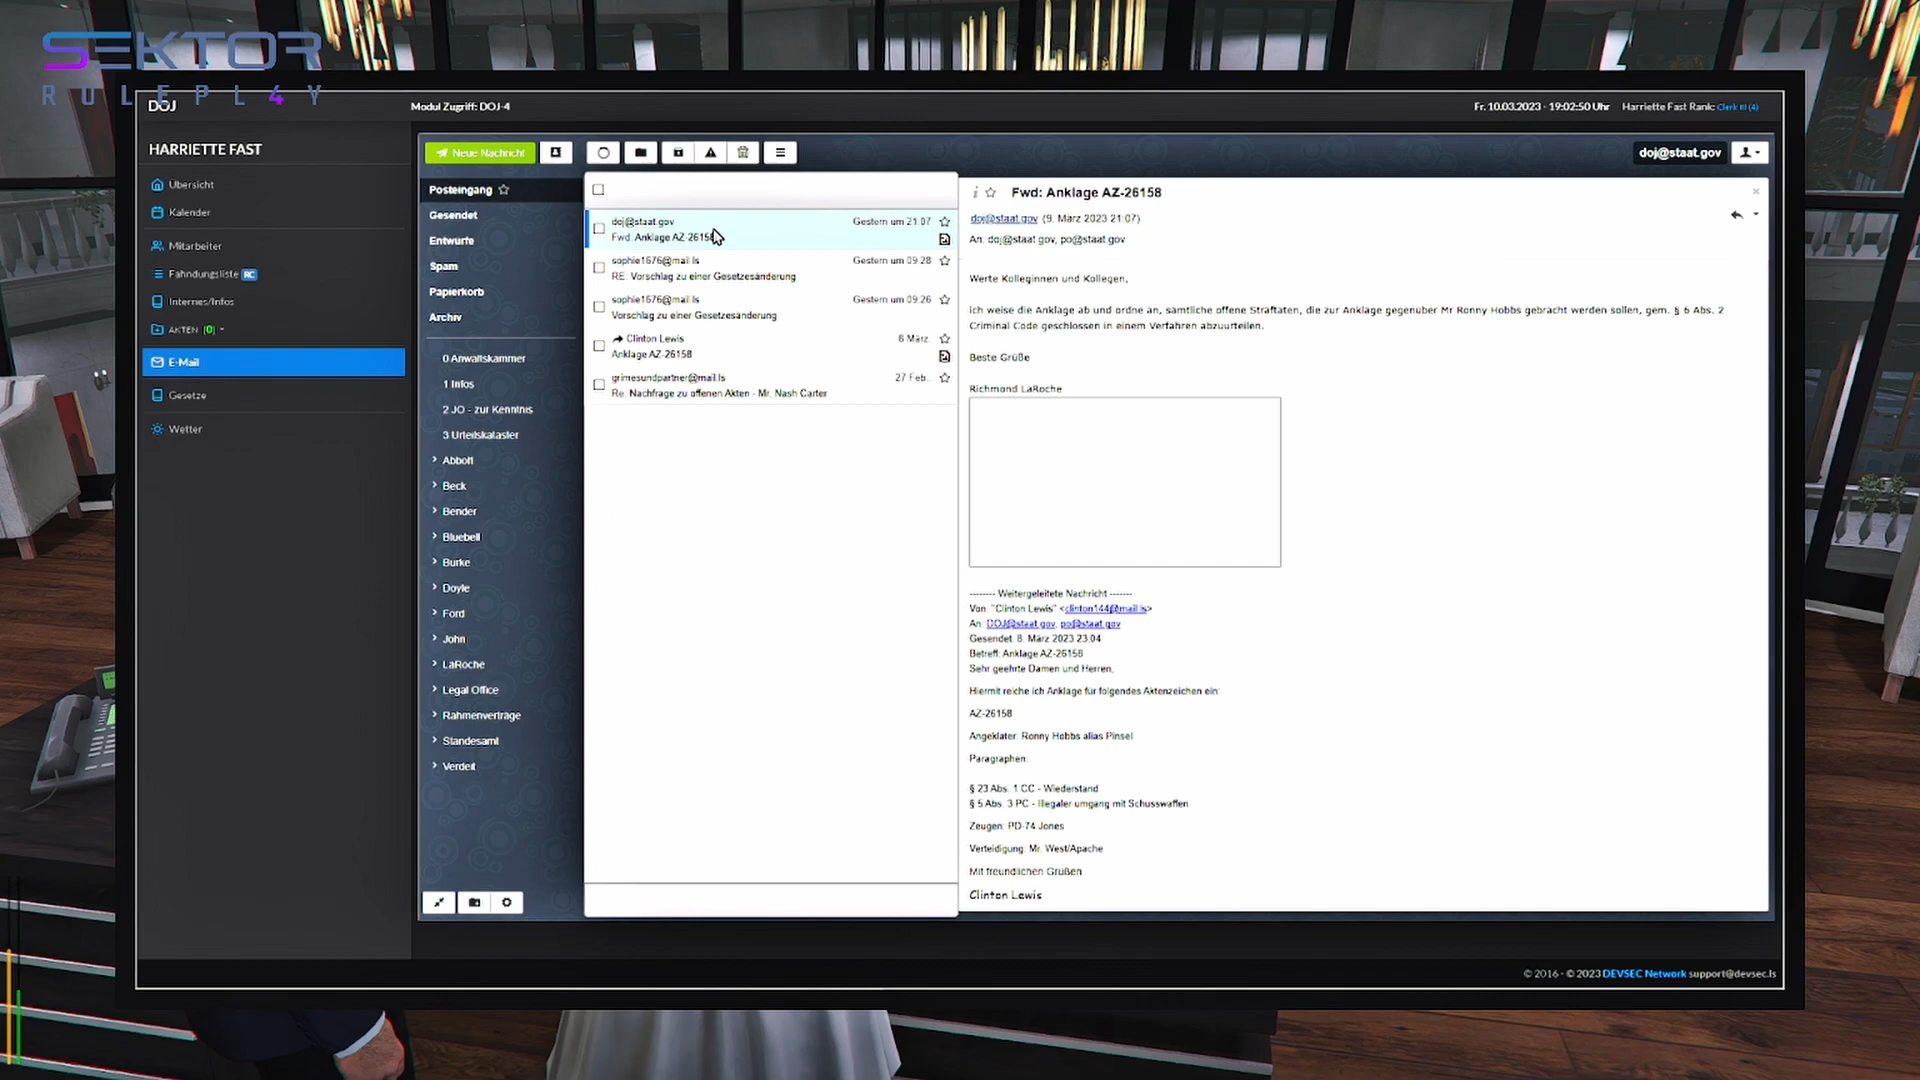 SEKTOR
RULEPL4Y
DOJ
Modul Zugriff: DOJ-4
Fr. 10.03.2023 - 19:02:50 Uhr
Harriette Fast Rank: Clerk III (4)
HARRIETTE FAST
Übersicht
Kalender
Mitarbeiter
Fahndungsliste RC
Internes/Infos
AKTEN (0)
E-Mail
Gesetze
Wetter
Neue Nachricht
doj@staat.gov
Posteingang
Gesendet
Entwürfe
Spam
Papierkorb
Archiv
0 Anwaltskammer
1 Infos
2 JO - zur Kenntnis
3 Urteilskataster
Abbott
Beck
Bender
Bluebell
Burke
Doyle
Ford
John
LaRoche
Legal Office
Rahmenverträge
Standesamt
Verdeit
doj@staat.gov Gestern um 21:07
Fwd: Anklage AZ-26158
sophie1676@mail.ls Gestern um 09:28
RE: Vorschlag zu einer Gesetzesänderung
sophie1676@mail.ls Gestern um 09:26
Vorschlag zu einer Gesetzesänderung
Clinton Lewis 8 März.
Anklage AZ-26158
grimesundpartner@mail.ls 27 Feb..
Re: Nachfrage zu offenen Akten - Mr. Nash Carter
Fwd: Anklage AZ-26158
doj@staat.gov (9. März 2023 21:07)
An: doj@staat.gov, po@staat.gov
Werte Kolleginnen und Kollegen,
ich weise die Anklage ab und ordne an, sämtliche offene Straftaten, die zur Anklage gegenüber Mr Ronny Hobbs gebracht werden sollen, gem. § 6 Abs. 2
Criminal Code geschlossen in einem Verfahren abzuurteilen.
Beste Grüße
Richmond LaRoche
-------- Weitergeleitete Nachricht ------
Von: "Clinton Lewis" <clinton144@mail.ls>
An: DOJ@staat.gov, po@staat.gov
Gesendet: 8. März 2023 23:04
Betreff: Anklage AZ-26158
Sehr geehrte Damen und Herren,
Hiermit reiche ich Anklage für folgendes Aktenzeichen ein:
AZ-26158
Angeklater: Ronny Hobbs alias Pinsel
Paragraphen:
§ 23 Abs. 1 CC - Wiederstand
§ 5 Abs. 3 PC - Illegaler umgang mit Schusswaffen
Zeugen: PD-74 Jones
Verteidigung: Mr. West/Apache
Mit freundlichen Grüßen
Clinton Lewis
© 2016 - © 2023 DEVSEC Network support@devsec.ls